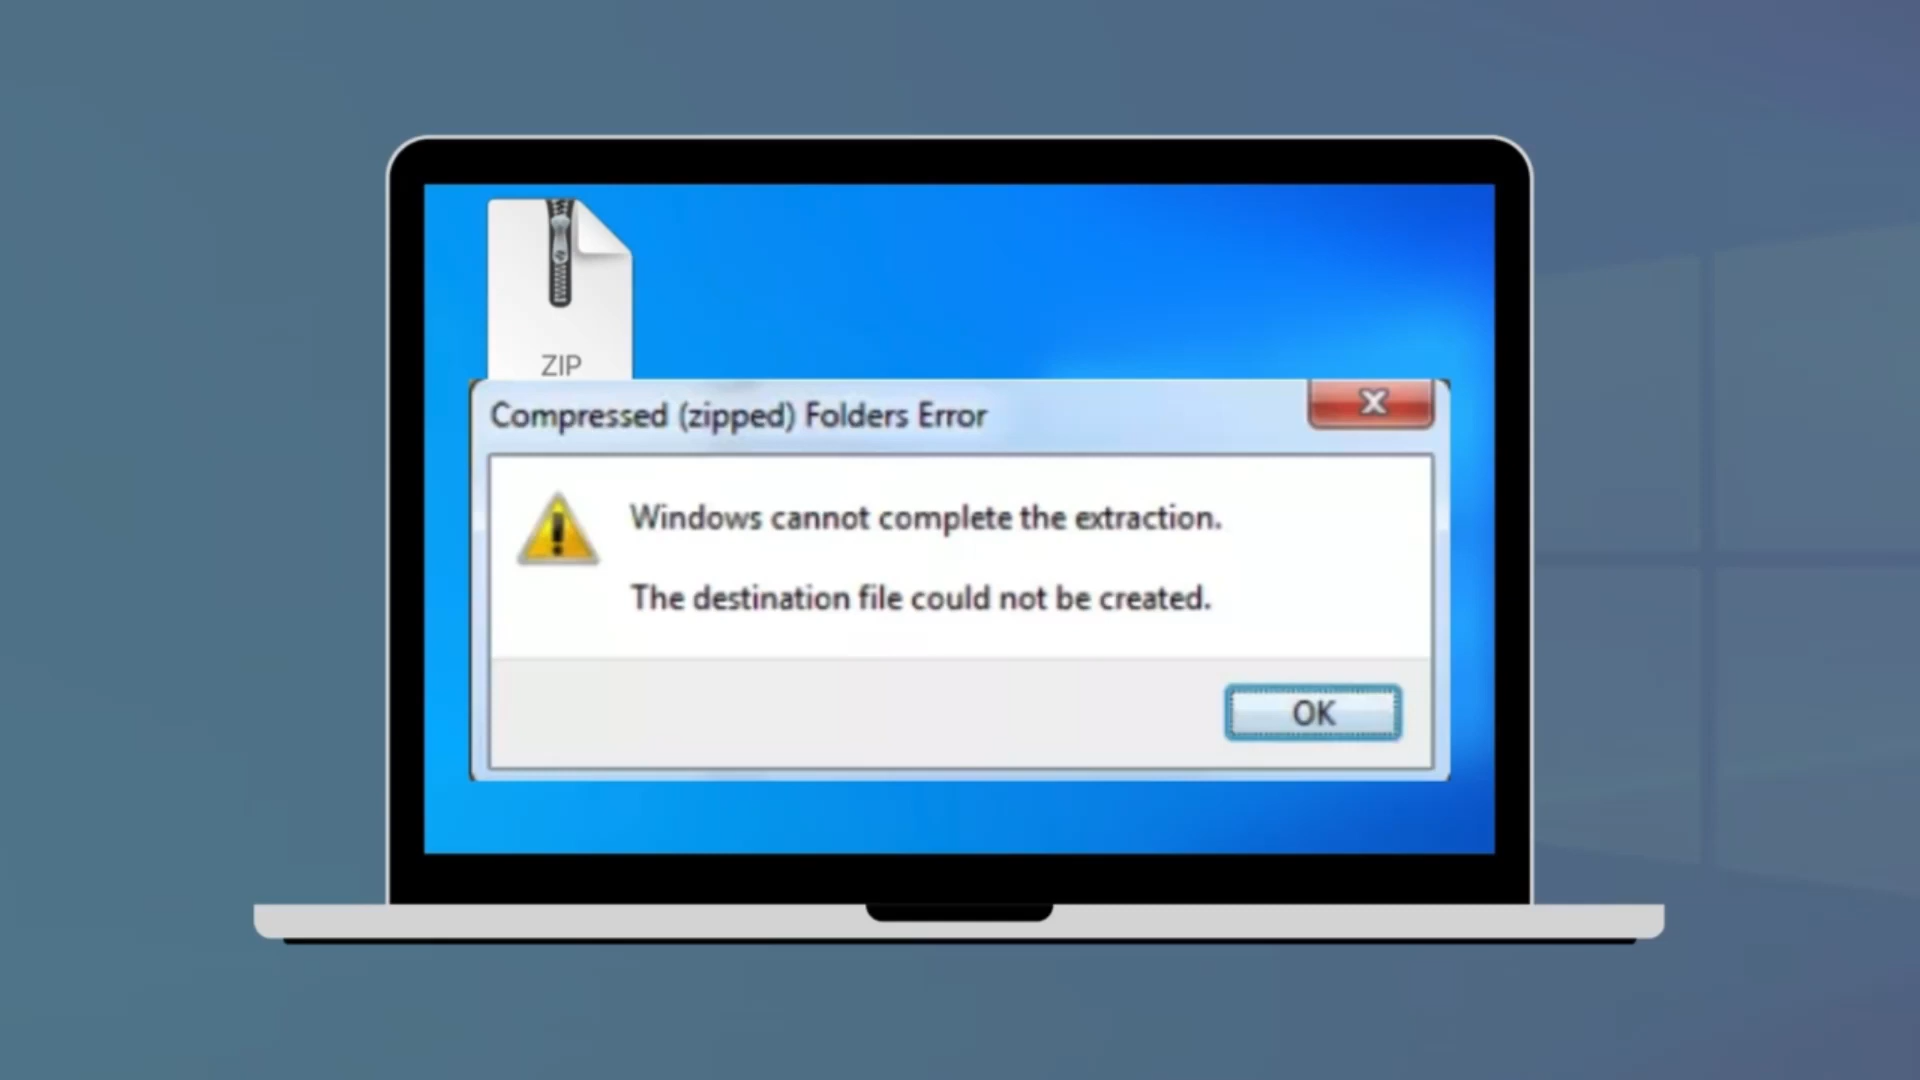 ZIP
Compressed (zipped) Folders Error
Windows cannot complete the extraction.
The destination file could not be created.
OK